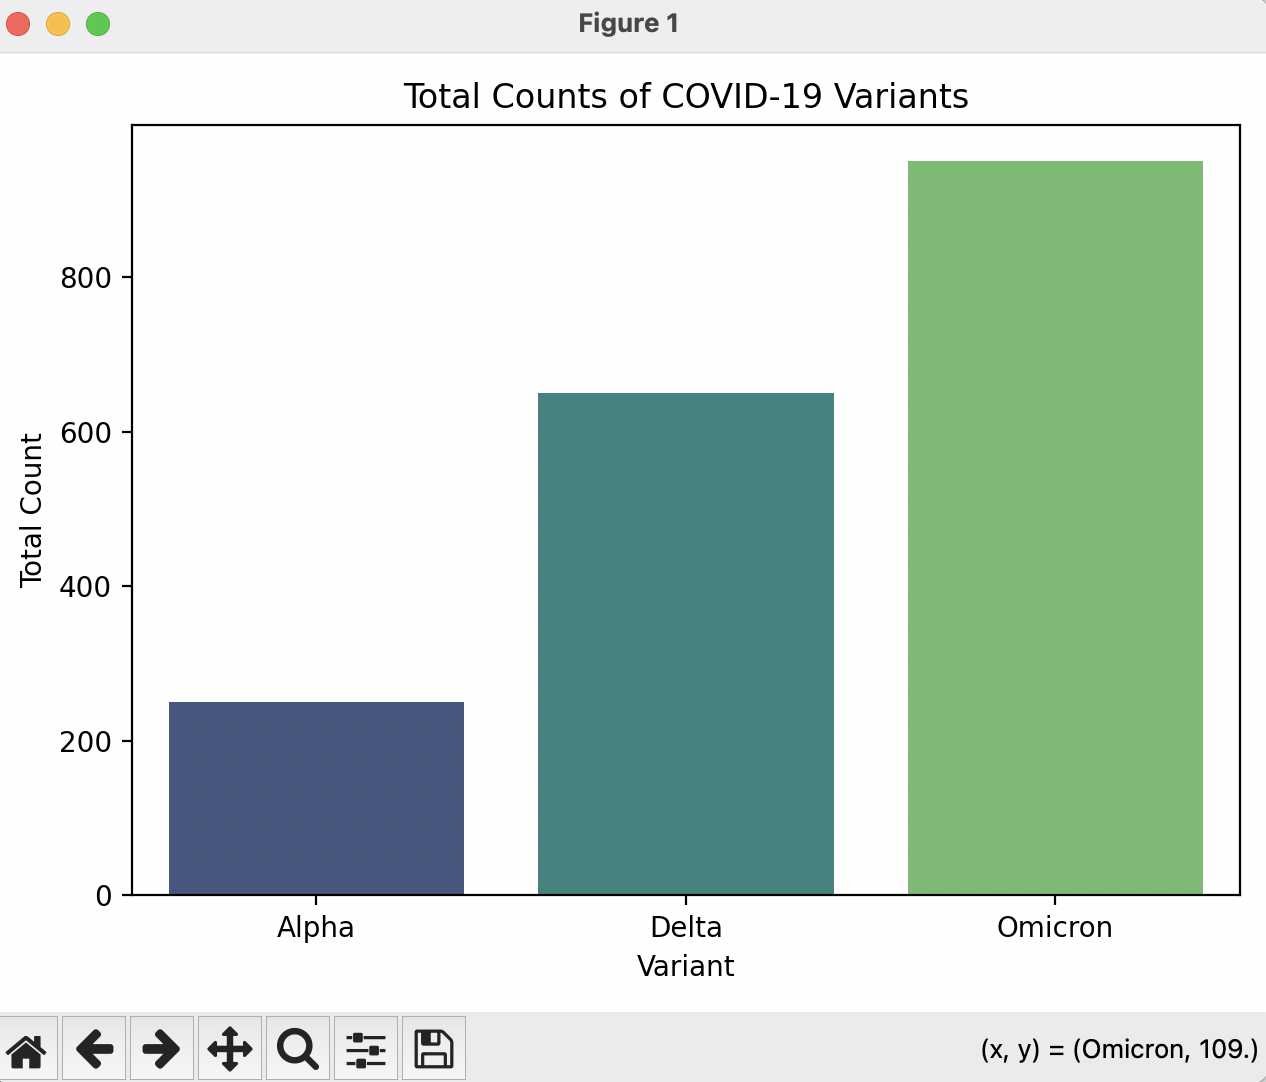 Figure 1
Total Counts of COVID-19 Variants
800
600
400
200
0
Total Count
Alpha Delta Omicron
Variant
(x, y) = (Omicron, 109.)